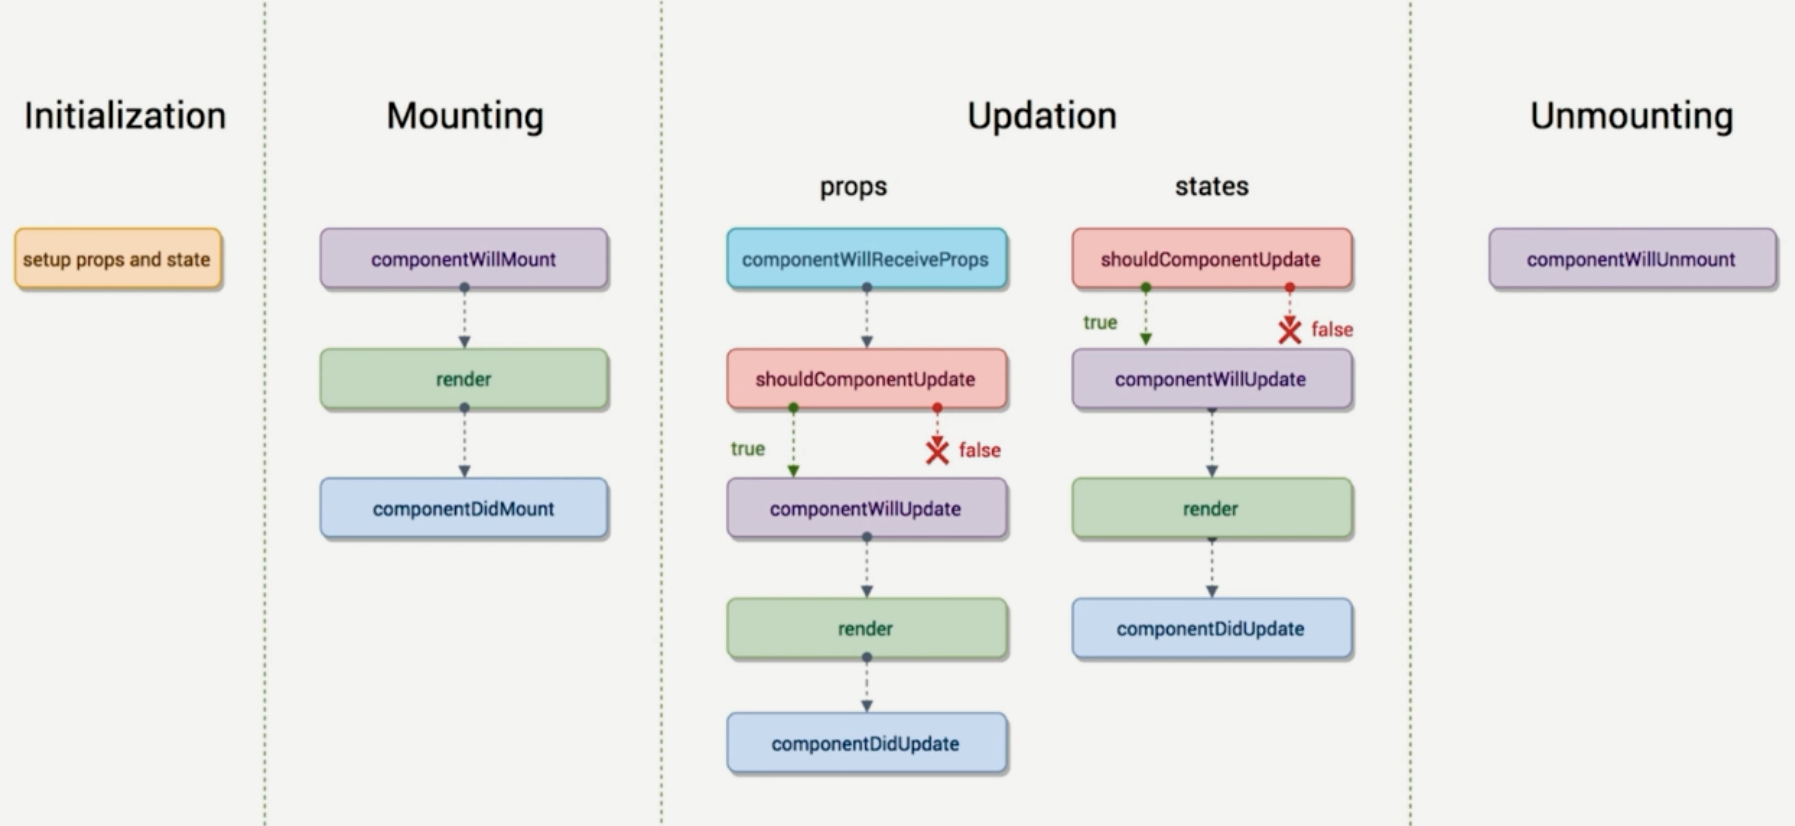 Initialization
setup props and state
Mounting
componentWillMount
render
componentDidMount
Updation
props
componentWillReceiveProps
shouldComponentUpdate
true
false
componentWillUpdate
render
componentDidUpdate
states
shouldComponentUpdate
true
false
componentWillUpdate
render
componentDidUpdate
Unmounting
componentWillUnmount